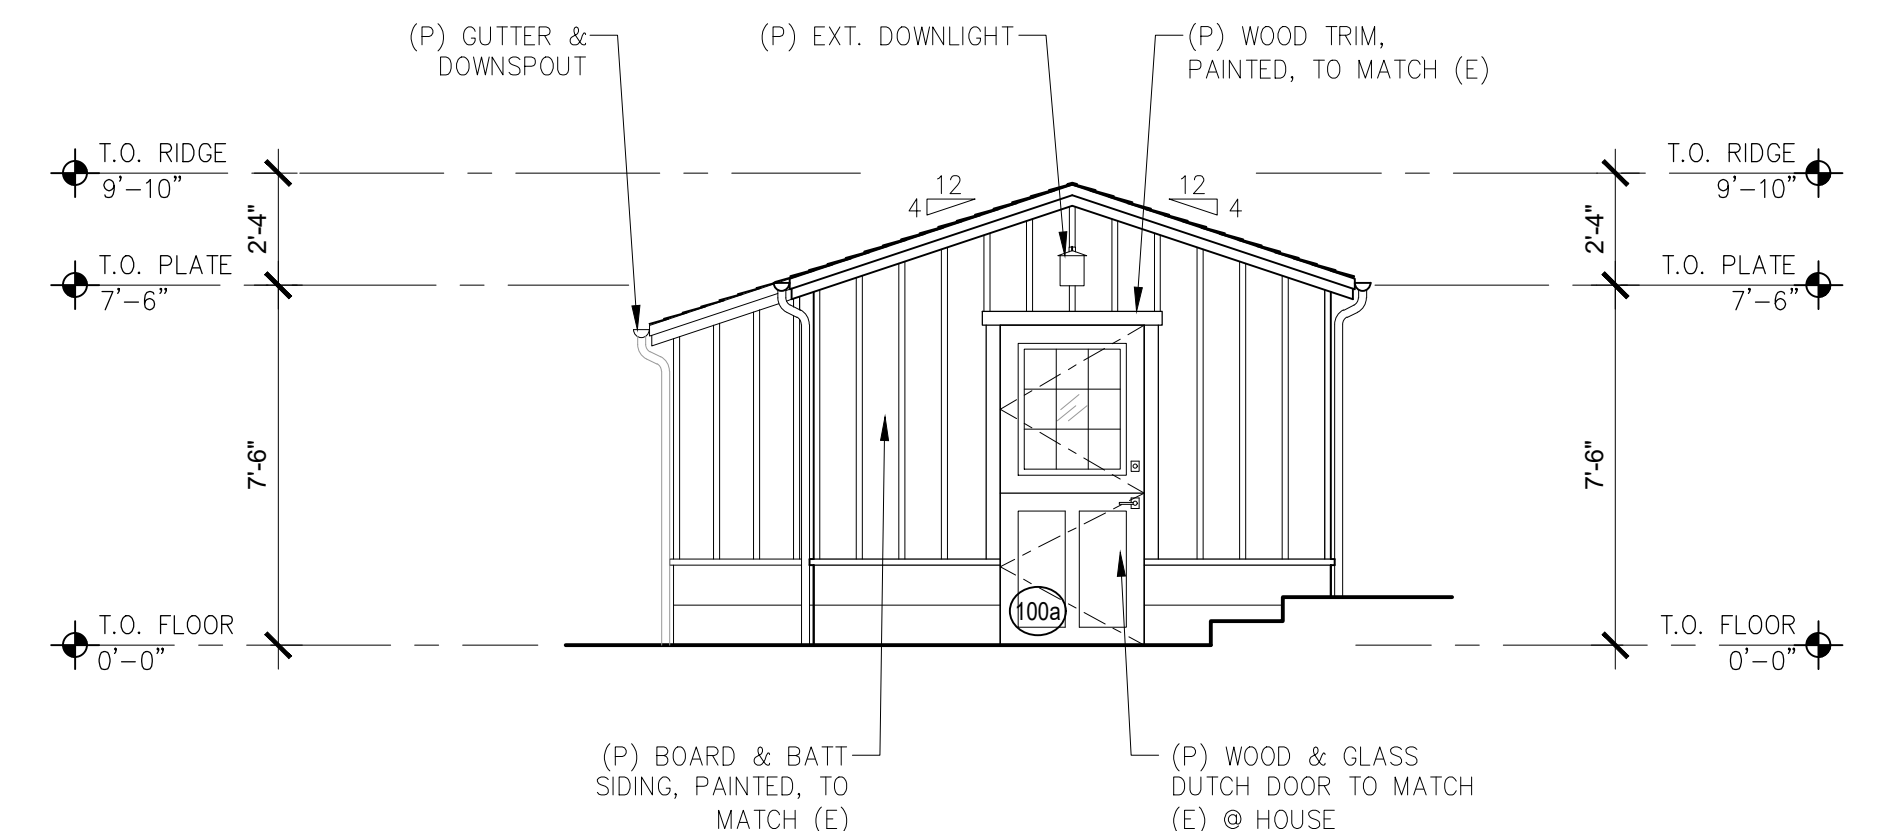 (P) GUTTER &
DOWNSPOUT
(P) EXT. DOWNLIGHT
(P) WOOD TRIM,
PAINTED, TO MATCH (E)
T.O. RIDGE
9'-10"
2'-4"
T.O. PLATE
7'-6"
7'-6"
T.O. FLOOR
0'-0"
12
4
12
4
T.O. RIDGE
9'-10"
2'-4"
T.O. PLATE
7'-6"
7'-6"
T.O. FLOOR
0'-0"
100a
(P) BOARD & BATT
SIDING, PAINTED, TO
MATCH (E)
(P) WOOD & GLASS
DUTCH DOOR TO MATCH
(E) @ HOUSE